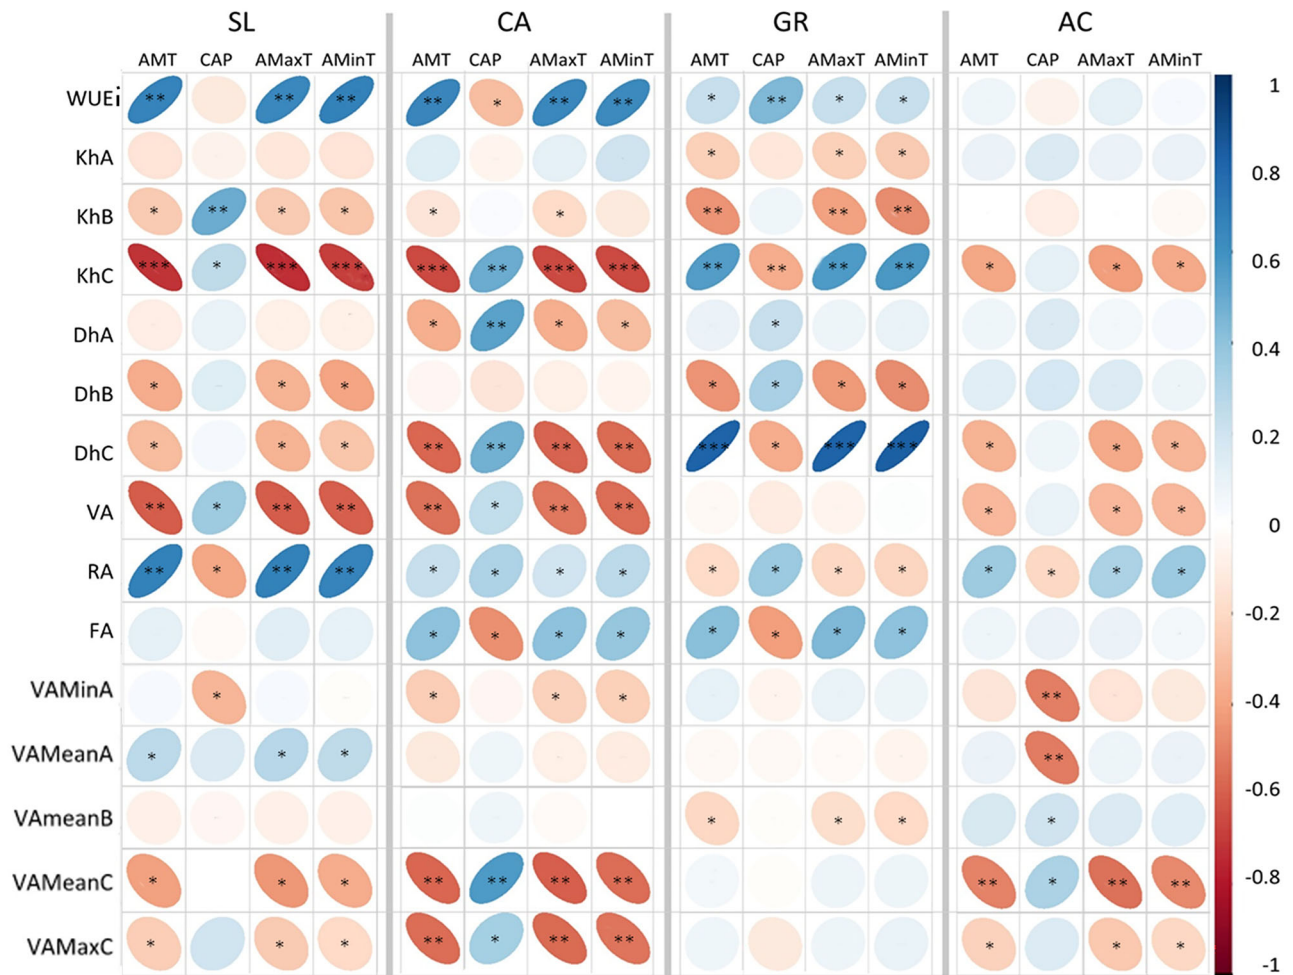 SL CA GR AC
AMT CAP AMaxT AMinT AMT CAP AMaxT AMinT AMT CAP AMaxT AMinT AMT CAP AMaxT AMinT
WUEi ** ** ** ** * ** ** * ** * * 1
KhA * * *
KhB * ** * * * * ** ** ** 0.8
KhC *** * *** *** *** ** *** *** ** ** ** ** * * * 0.6
DhA * ** * * *
DhB * * * * * * * 0.4
DhC * * * ** ** ** ** *** * *** *** * * * 0.2
VA ** * ** ** ** * ** ** * * * 0
RA ** * ** ** * * * * * * * * * * * *
FA * * * * * * * * -0.2
VAMinA * * * * ** -0.4
VAMeanA * * * **
VAmeanB * * * * -0.6
VAMeanC * * * ** ** ** ** ** * ** ** -0.8
VAMaxC * * * ** * ** ** * * * -1